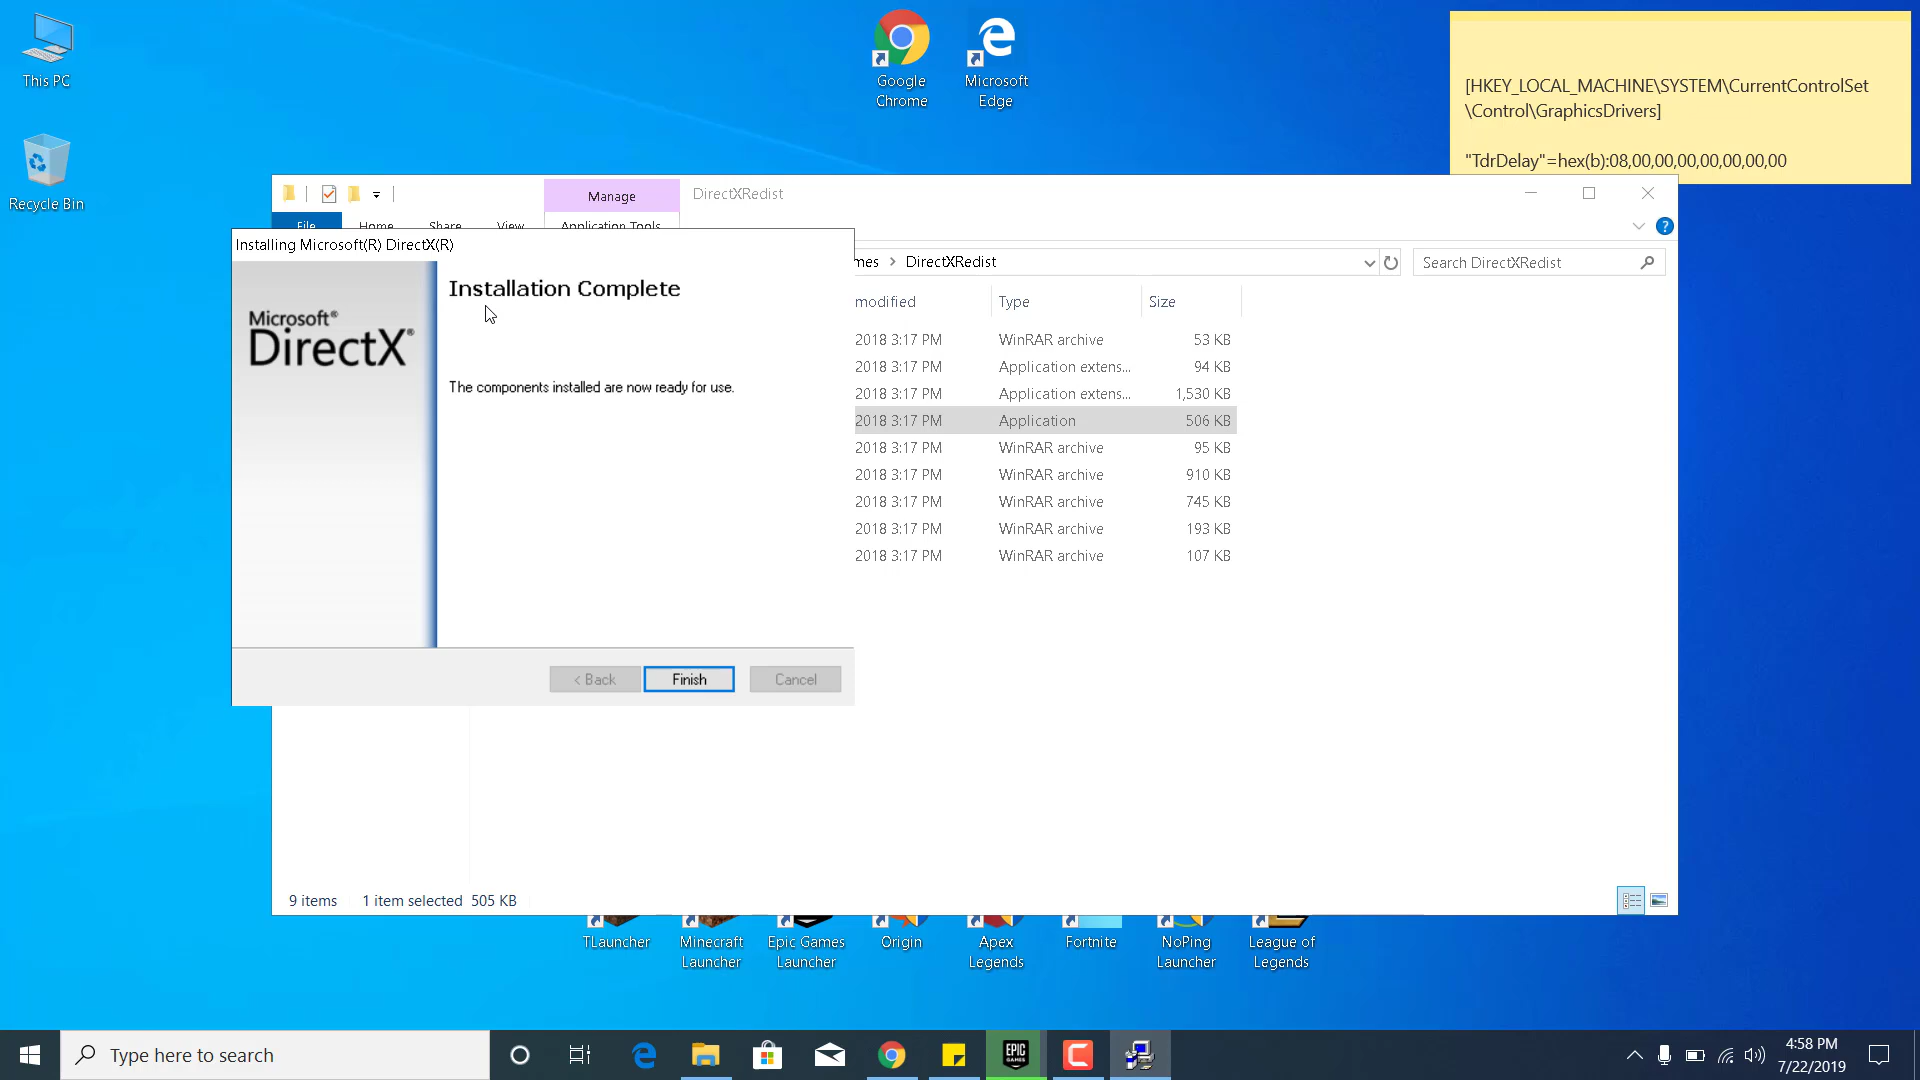 This PC
Recycle Bin
Google
Chrome
Microsoft
Edge
[HKEY_LOCAL_MACHINE\SYSTEM\CurrentControlSet
\Control\GraphicsDrivers]
"TdrDelay"=hex(b):08,00,00,00,00,00,00,00
Manage
DirectXRedist
File
Home
Share
View
Application Tools
?
Installing Microsoft(R) DirectX(R)
Microsoft®
DirectX®
Installation Complete
The components installed are now ready for use.
< Back
Finish
Cancel
mes > DirectXRedist
Search DirectXRedist
modified Type Size
2018 3:17 PM WinRAR archive 53 KB
2018 3:17 PM Application extens... 94 KB
2018 3:17 PM Application extens... 1,530 KB
2018 3:17 PM Application 506 KB
2018 3:17 PM WinRAR archive 95 KB
2018 3:17 PM WinRAR archive 910 KB
2018 3:17 PM WinRAR archive 745 KB
2018 3:17 PM WinRAR archive 193 KB
2018 3:17 PM WinRAR archive 107 KB
9 items 1 item selected 505 KB
TLauncher
Minecraft
Launcher
Epic Games
Launcher
Origin
Apex
Legends
Fortnite
NoPing
Launcher
League of
Legends
Type here to search
EPIC
GAMES
4:58 PM
7/22/2019